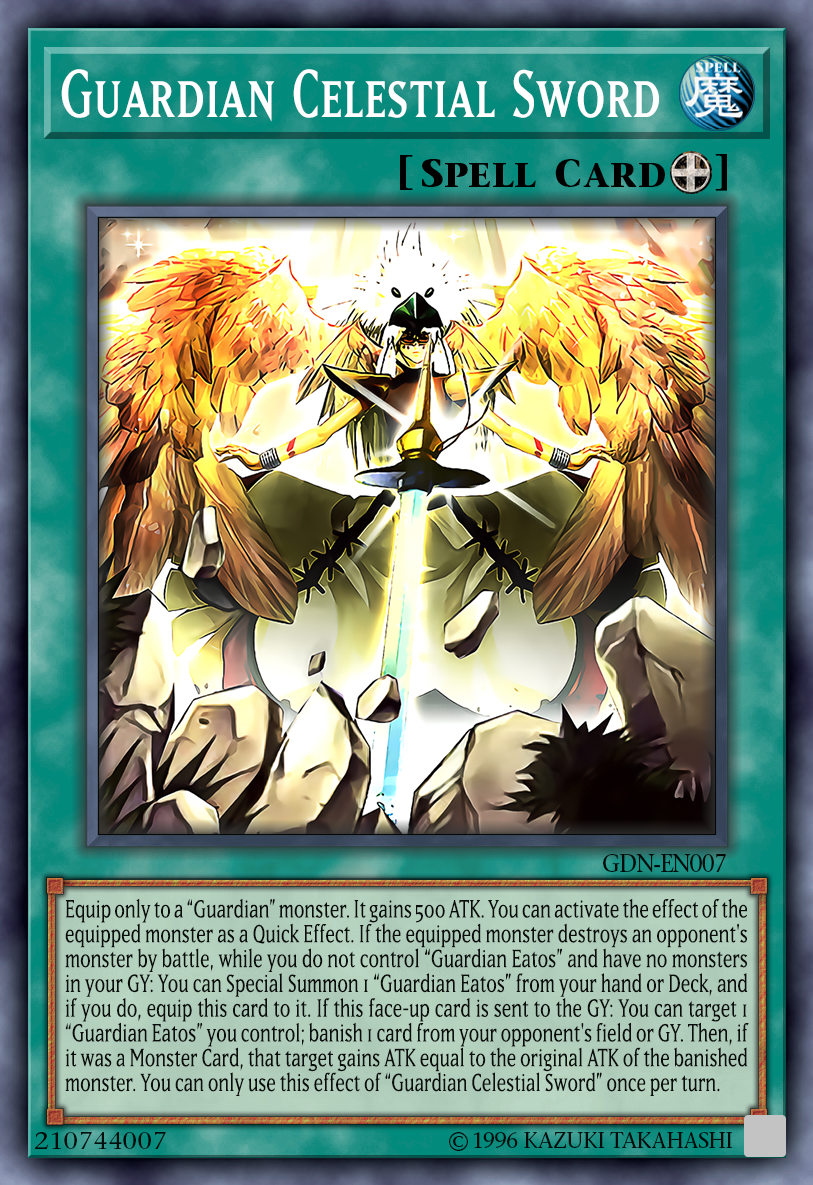 Guardian Celestial Sword
SPELL
魔
[Spell Card]
GDN-EN007
Equip only to a “Guardian” monster. It gains 500 ATK. You can activate the effect of the
equipped monster as a Quick Effect. If the equipped monster destroys an opponent's
monster by battle, while you do not control “Guardian Eatos” and have no monsters
in your GY: You can Special Summon 1 “Guardian Eatos” from your hand or Deck, and
if you do, equip this card to it. If this face-up card is sent to the GY: You can target 1
“Guardian Eatos” you control; banish 1 card from your opponent's field or GY. Then, if
it was a Monster Card, that target gains ATK equal to the original ATK of the banished
monster. You can only use this effect of “Guardian Celestial Sword” once per turn.
210744007
© 1996 KAZUKI TAKAHASHI